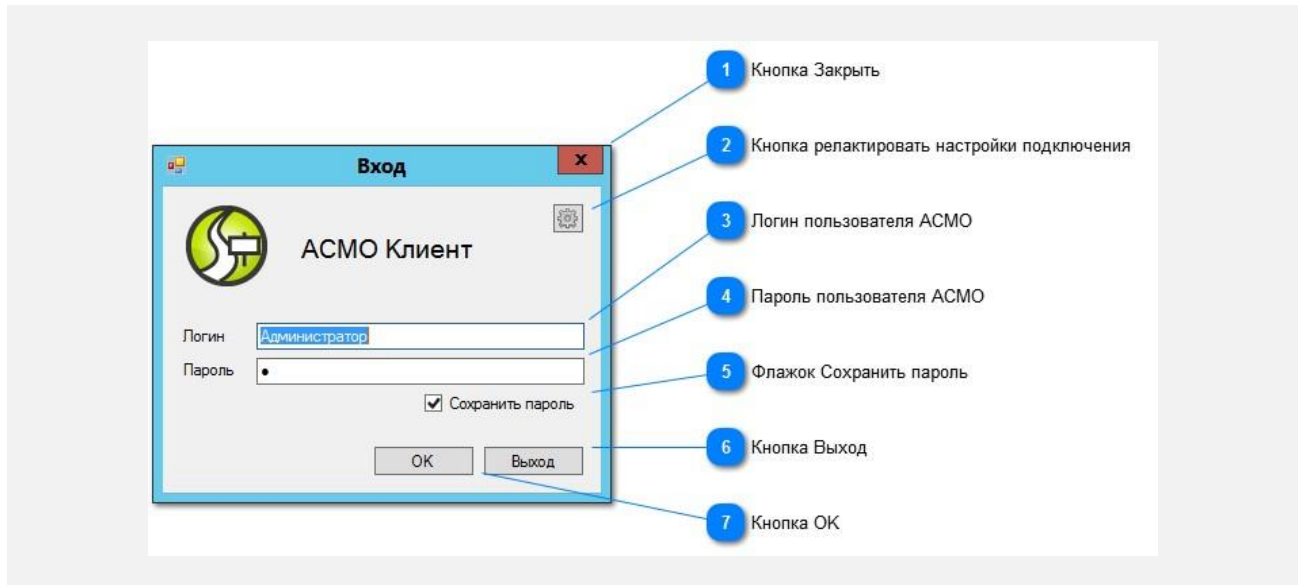 1 Кнопка Закрыть
2 Кнопка релактировать настройки подключения
Вход
x
АСМО Клиент
3 Логин пользователя АСМО
4 Пароль пользователя АСМО
Логин Администратор
Пароль ●
5 Флажок Сохранить пароль
Сохранить пароль
6 Кнопка Выход
OK Выход
7 Кнопка OK